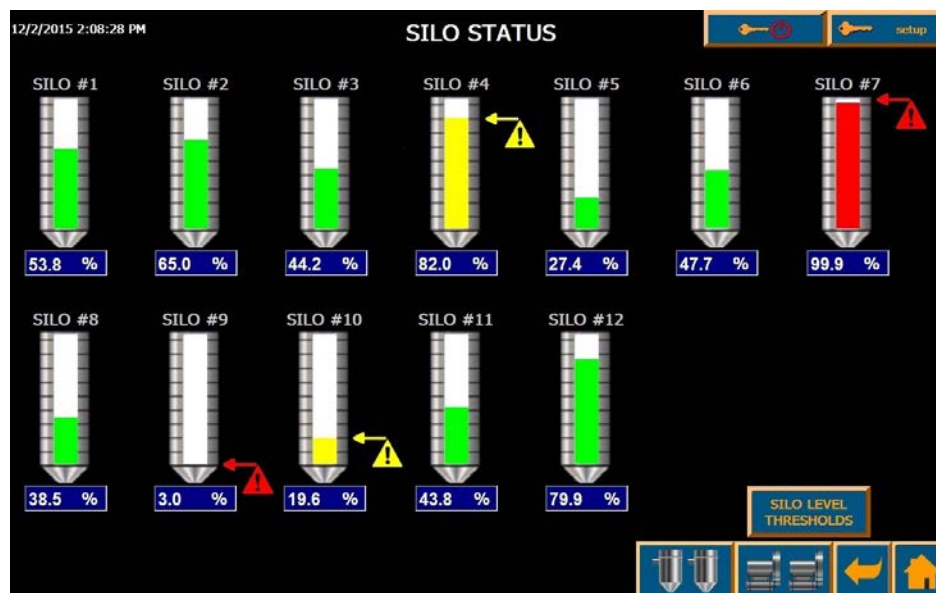 12/2/2015 2:08:28 PM
SILO STATUS
setup
SILO #1
SILO #2
SILO #3
SILO #4
SILO #5
SILO #6
SILO #7
53.8 %
65.0 %
44.2 %
82.0 %
27.4 %
47.7 %
99.9 %
SILO #8
SILO #9
SILO #10
SILO #11
SILO #12
38.5 %
3.0 %
19.6 %
43.8 %
79.9 %
SILO LEVEL
THRESHOLDS